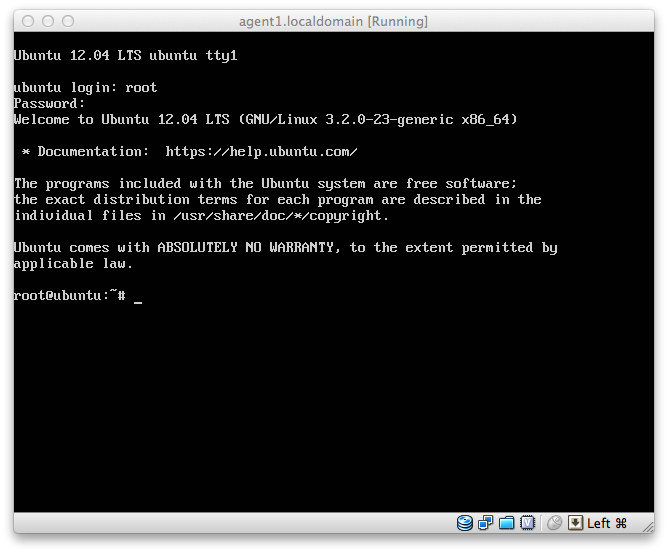 agent1.localdomain [Running]
Ubuntu 12.04 LTS ubuntu tty1
ubuntu login: root
Password:
Welcome to Ubuntu 12.04 LTS (GNU/Linux 3.2.0-23-generic x86_64)
* Documentation:  https://help.ubuntu.com/
The programs included with the Ubuntu system are free software;
the exact distribution terms for each program are described in the
individual files in /usr/share/doc/*/copyright.
Ubuntu comes with ABSOLUTELY NO WARRANTY, to the extent permitted by
applicable law.
root@ubuntu:~# _
Left ⌘